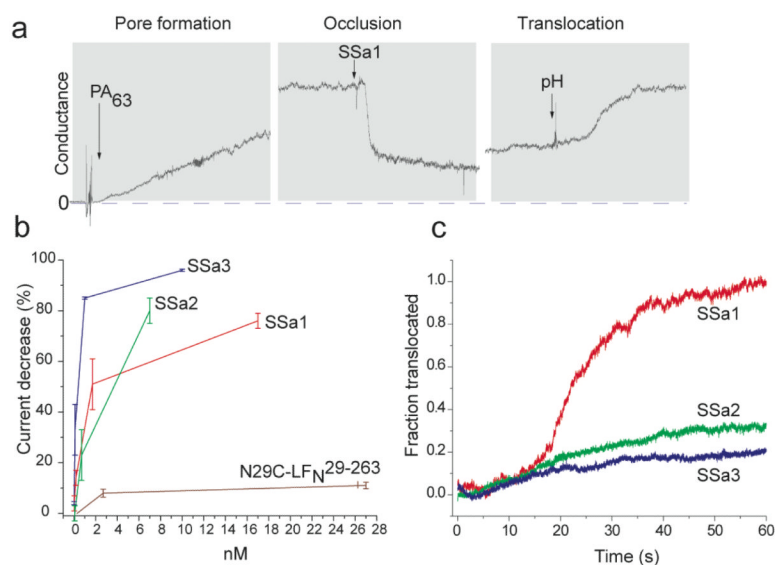 a
Pore formation
Occlusion
Translocation
Conductance
0
PA63
SSa1
pH
b
Current decrease (%)
100
80
60
40
20
0
SSa3
SSa2
SSa1
N29C-LFN29-263
0 2 4 6 8 10 12 14 16 18 20 22 24 26 28
nM
c
Fraction translocated
1.0
0.8
0.6
0.4
0.2
0.0
SSa1
SSa2
SSa3
0 10 20 30 40 50 60
Time (s)